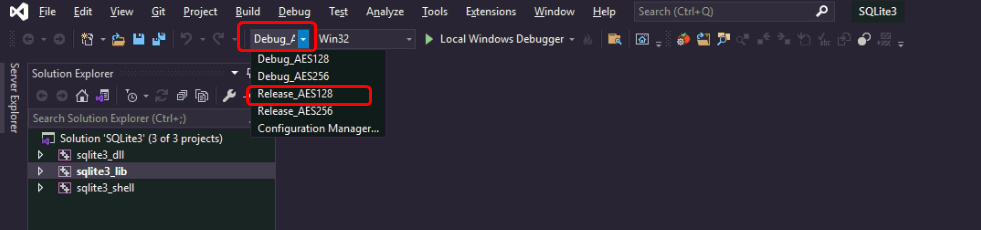 File Edit View Git Project Build Debug Test Analyze Tools Extensions Window Help Search (Ctrl+Q) SQLite3
Debug_A Win32 Local Windows Debugger
Server Explorer
Solution Explorer
Search Solution Explorer (Ctrl+;)
Solution 'SQLite3' (3 of 3 projects)
sqlite3_dll
sqlite3_lib
sqlite3_shell
Debug_AES128
Debug_AES256
Release_AES128
Release_AES256
Configuration Manager...